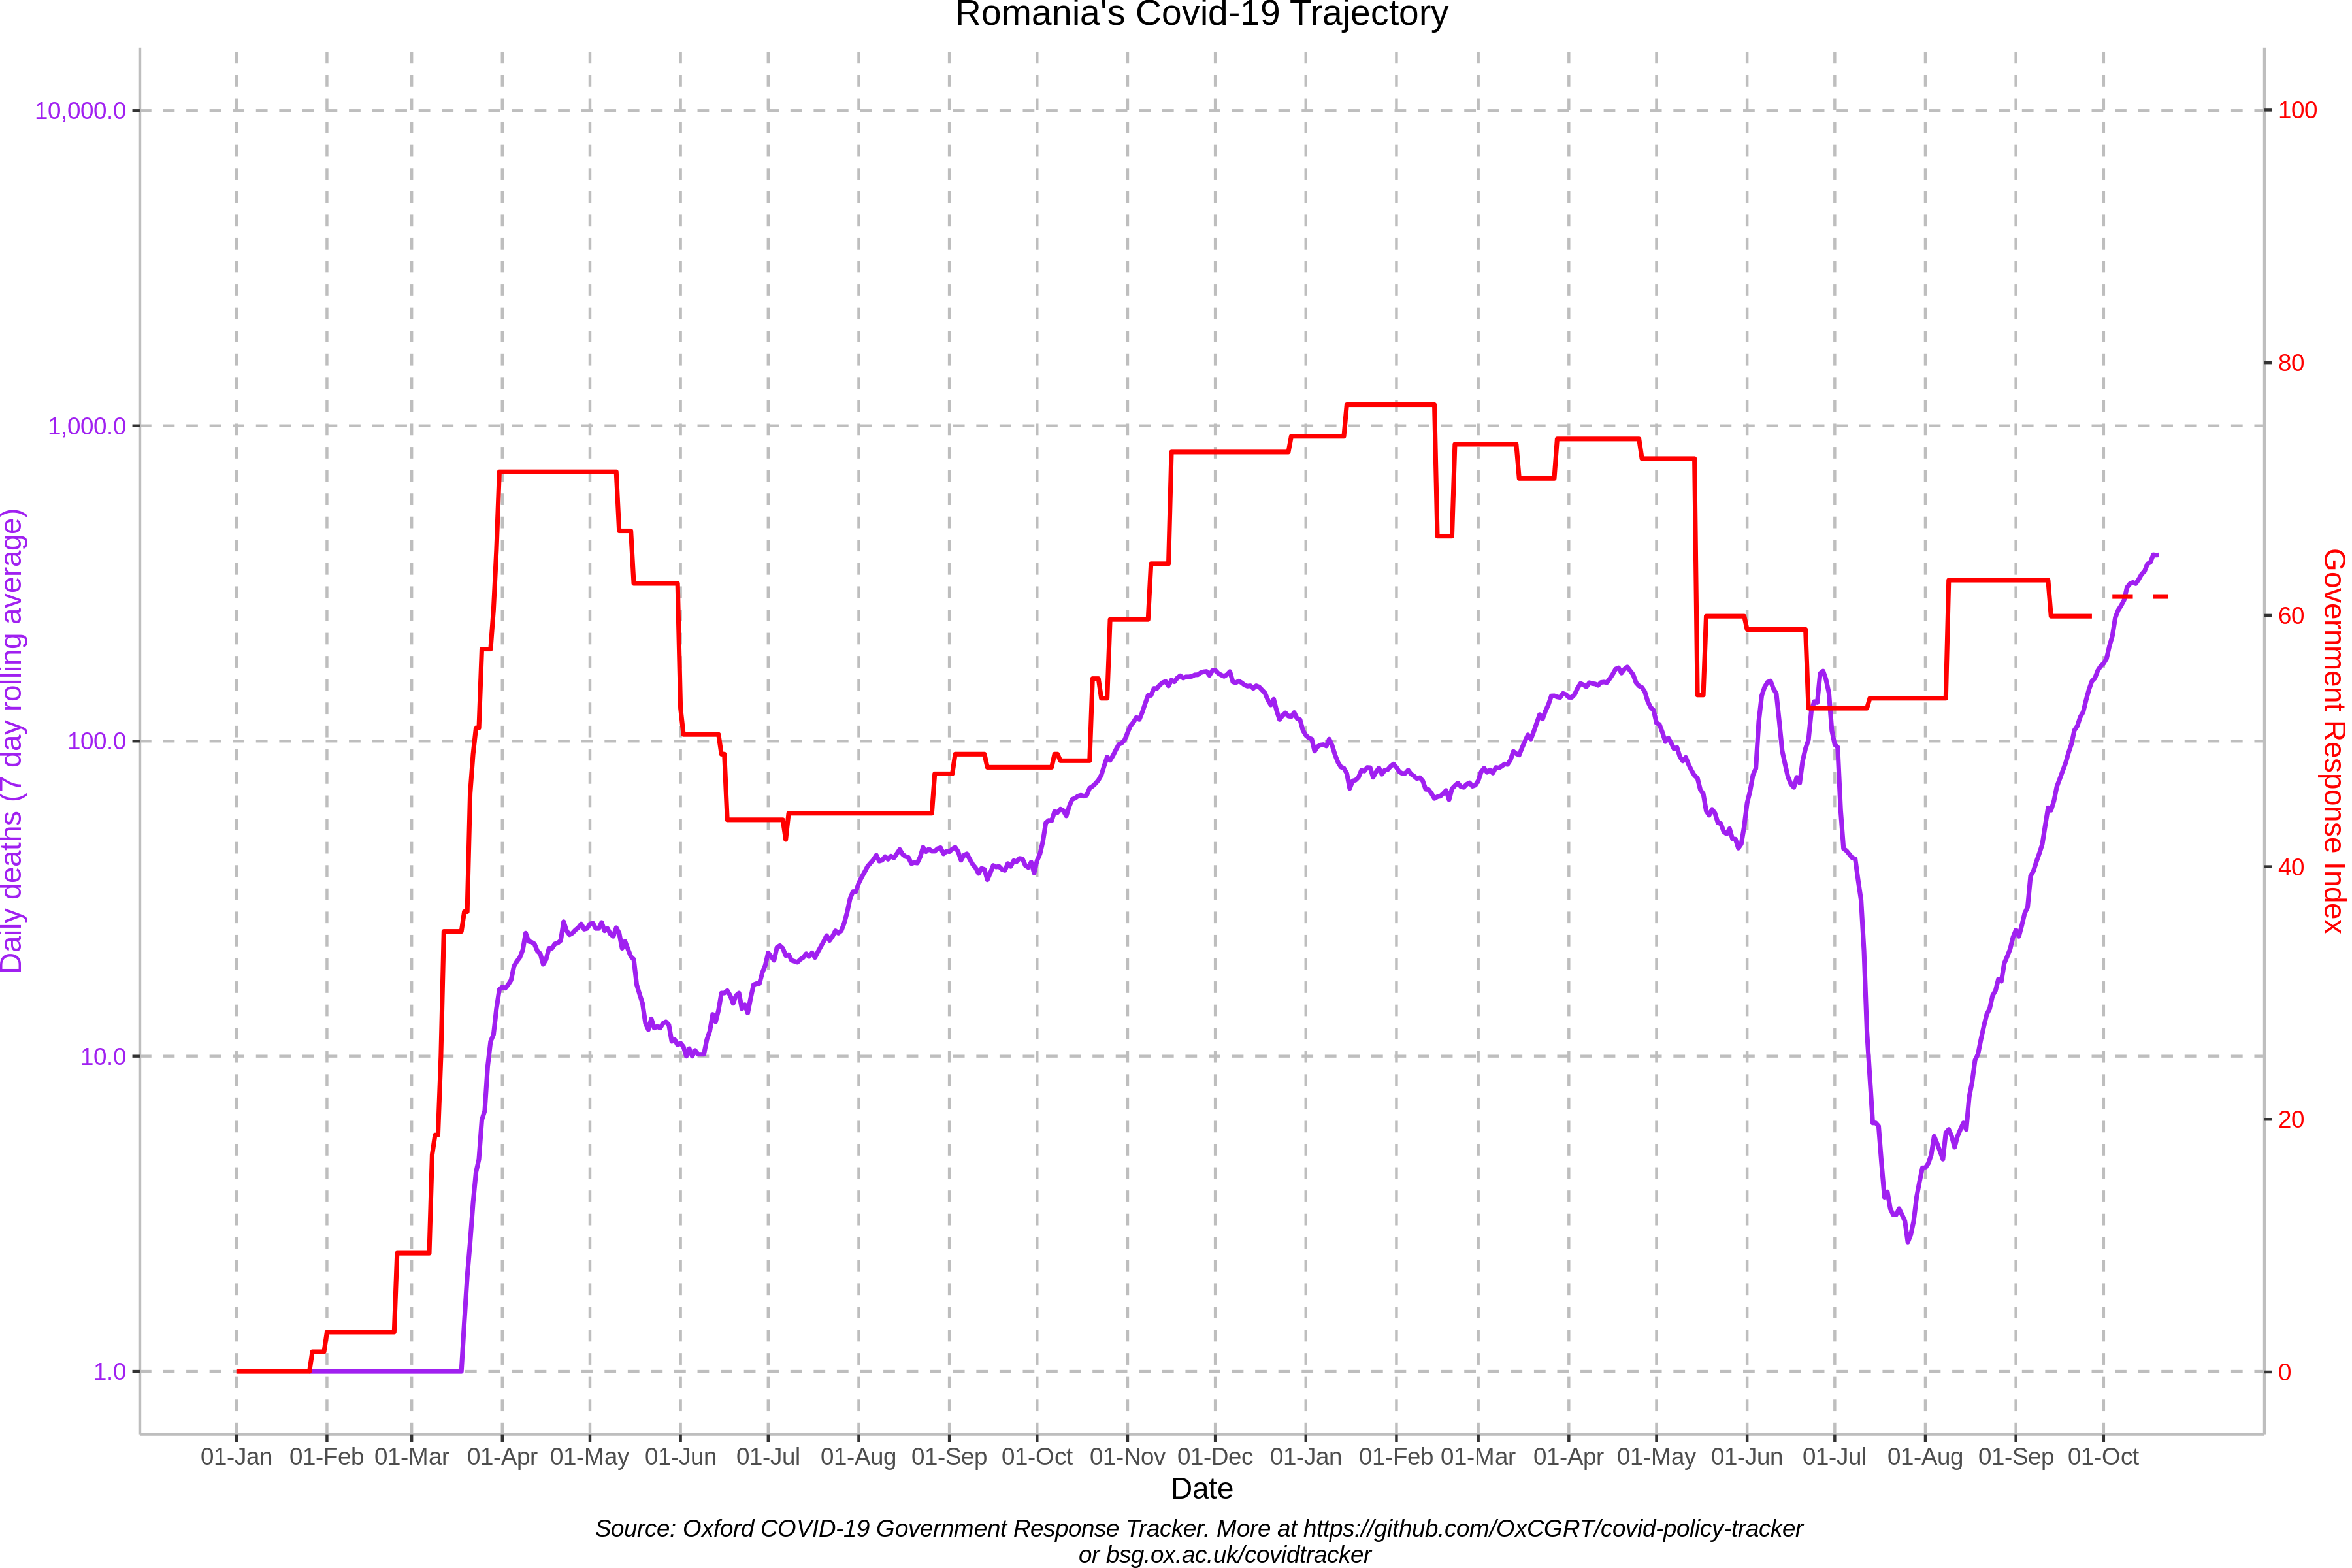 Romania's Covid-19 Trajectory
10,000.0
1,000.0
100.0
10.0
1.0
Daily deaths (7 day rolling average)
100
80
60
40
20
0
Government Response Index
01-Jan 01-Feb 01-Mar 01-Apr 01-May 01-Jun 01-Jul 01-Aug 01-Sep 01-Oct 01-Nov 01-Dec 01-Jan 01-Feb 01-Mar 01-Apr 01-May 01-Jun 01-Jul 01-Aug 01-Sep 01-Oct
Date
Source: Oxford COVID-19 Government Response Tracker. More at https://github.com/OxCGRT/covid-policy-tracker
or bsg.ox.ac.uk/covidtracker